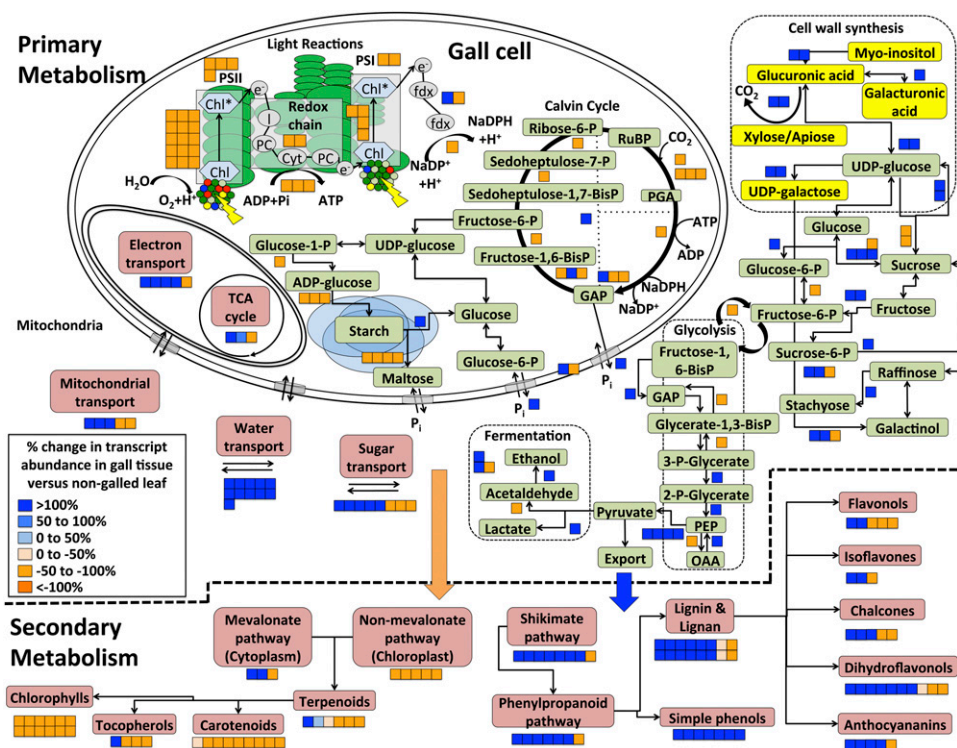 Primary
Metabolism
Light Reactions
Gall cell
PSII
PSI
Chl*
e-
I
PC
Redox
chain
Cyt
PC
e-
Chl
Chl*
Chl
e-
fdx
fdx
H2O
O2+H+
ADP+Pi
ATP
NaDP+
+H+
NaDPH
+H+
Calvin Cycle
Ribose-6-P
RuBP
CO2
Sedoheptulose-7-P
Sedoheptulose-1,7-BisP
PGA
ATP
ADP
Fructose-6-P
Fructose-1,6-BisP
GAP
NaDPH
NaDP+
Glucose-1-P
UDP-glucose
ADP-glucose
Starch
Glucose
Maltose
Glucose-6-P
Pi
Pi
Pi
Electron
transport
TCA
cycle
Mitochondria
Mitochondrial
transport
Water
transport
Sugar
transport
Cell wall synthesis
Myo-inositol
Glucuronic acid
CO2
Galacturonic
acid
Xylose/Apiose
UDP-glucose
UDP-galactose
Glucose
Sucrose
Glucose-6-P
Fructose-6-P
Fructose
Sucrose-6-P
Raffinose
Stachyose
Galactinol
Glycolysis
Fructose-1,
6-BisP
GAP
Glycerate-1,3-BisP
3-P-Glycerate
2-P-Glycerate
PEP
OAA
Fermentation
Ethanol
Acetaldehyde
Lactate
Pyruvate
Export
% change in transcript
abundance in gall tissue
versus non-galled leaf
>100%
50 to 100%
0 to 50%
0 to -50%
-50 to -100%
<-100%
Secondary
Metabolism
Mevalonate
pathway
(Cytoplasm)
Non-mevalonate
pathway
(Chloroplast)
Chlorophylls
Tocopherols
Carotenoids
Terpenoids
Shikimate
pathway
Phenylpropanoid
pathway
Lignin &
Lignan
Simple phenols
Flavonols
Isoflavones
Chalcones
Dihydroflavonols
Anthocyananins